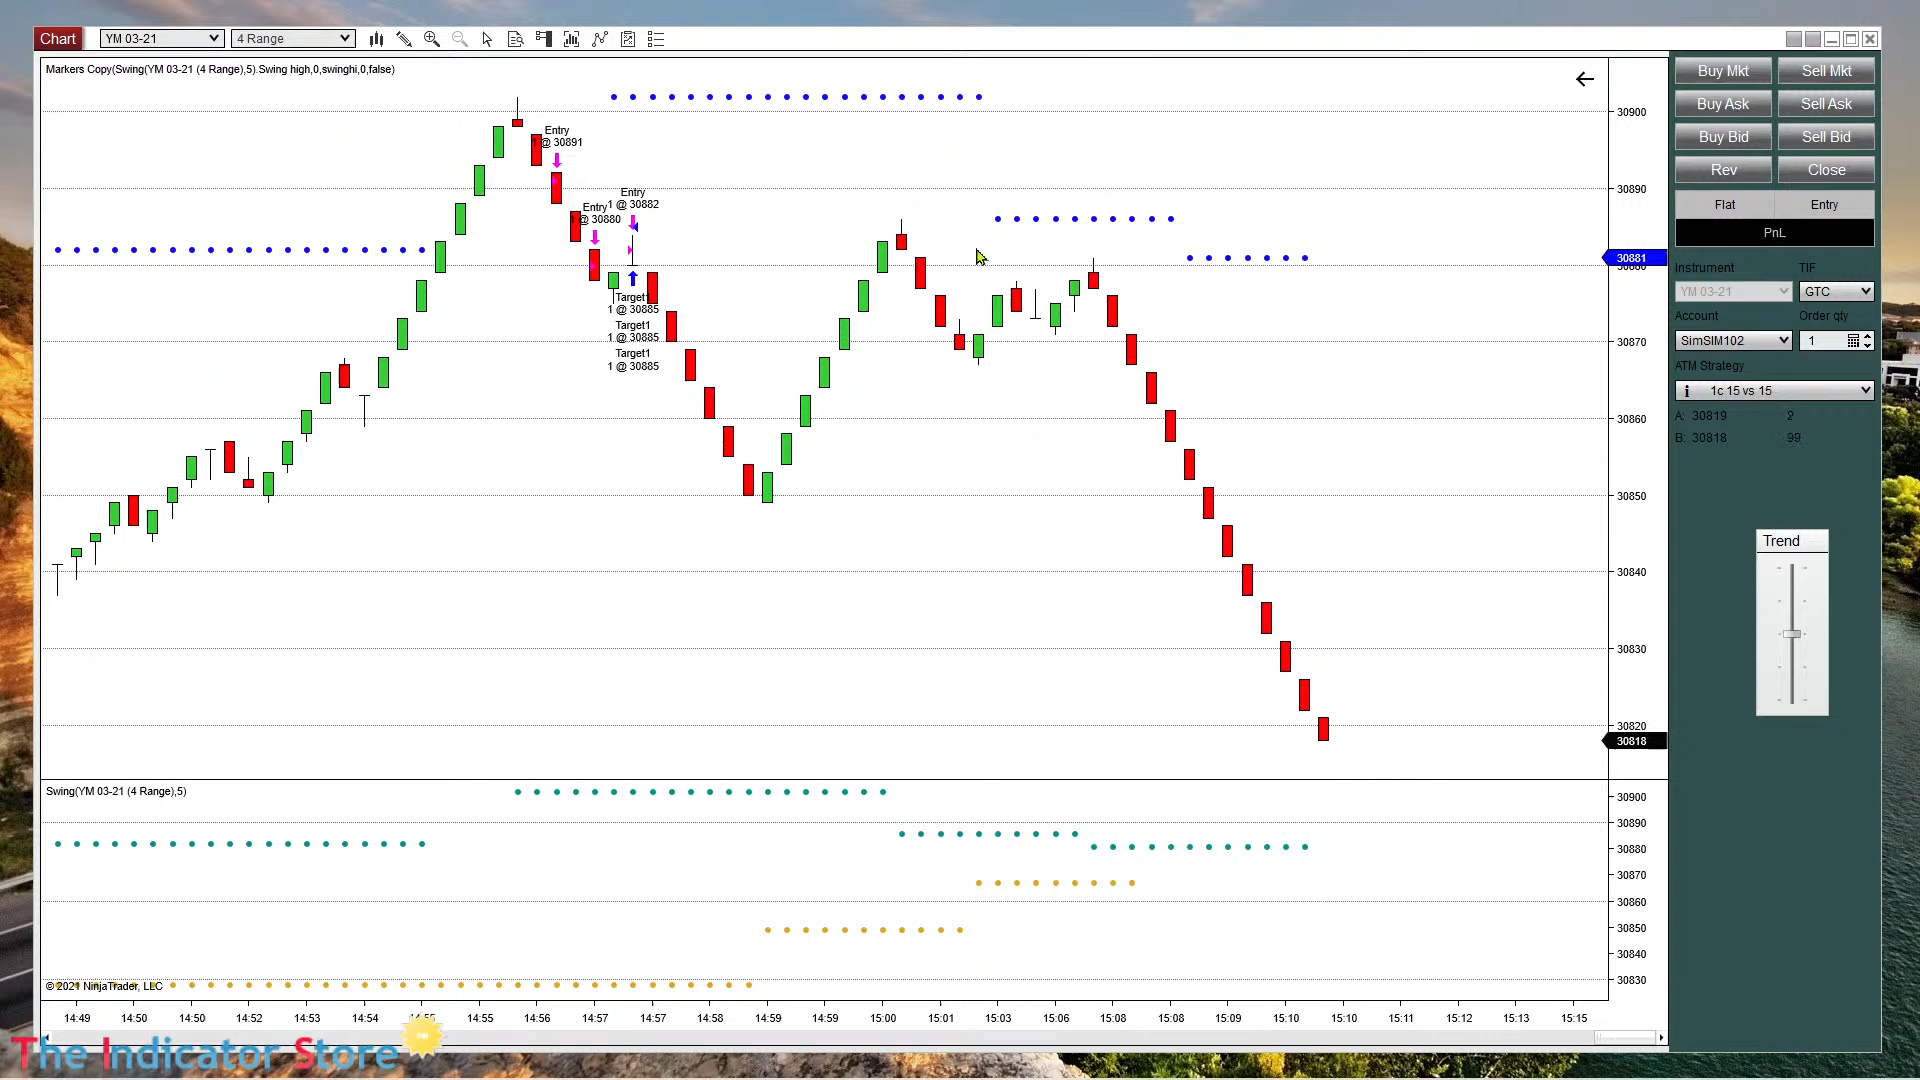 Chart YM 03-21 4 Range
Markers Copy(Swing(YM 03-21 (4 Range),5).Swing high,0,swinghi,0,false)
Entry
1 @ 30891
Entry
1 @ 30880
Entry
1 @ 30882
Target1
1 @ 30885
Target1
1 @ 30885
Target1
1 @ 30885
30900
30890
30881
30880
30870
30860
30850
30840
30830
30820
30818
Swing(YM 03-21 (4 Range),5)
30900
30890
30880
30870
30860
30850
30840
30830
© 2021 NinjaTrader, LLC
14:49 14:50 14:50 14:52 14:53 14:54 14:55 14:55 14:56 14:57 14:57 14:58 14:59 14:59 15:00 15:01 15:03 15:06 15:08 15:08 15:09 15:10 15:10 15:11 15:12 15:13 15:15
Buy Mkt Sell Mkt
Buy Ask Sell Ask
Buy Bid Sell Bid
Rev Close
Flat Entry
PnL
Instrument TIF
YM 03-21 GTC
Account Order qty
SimSIM102 1
ATM Strategy
i 1c 15 vs 15
A: 30819 2
B: 30818 99
Trend
The Indicator Store